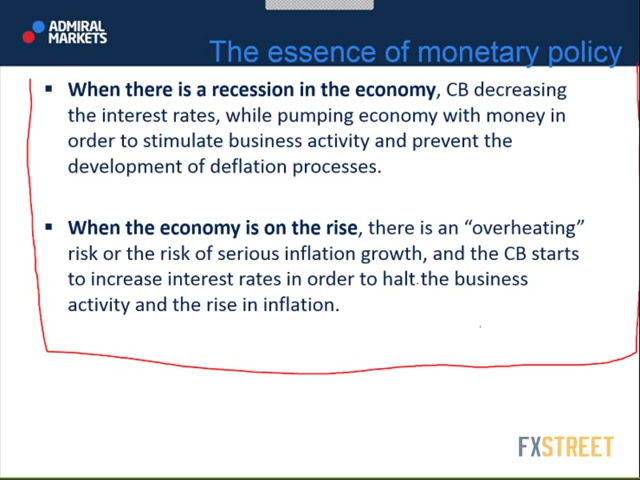 ADMIRAL
MARKETS
The essence of monetary policy
▪ When there is a recession in the economy, CB decreasing
the interest rates, while pumping economy with money in
order to stimulate business activity and prevent the
development of deflation processes.
▪ When the economy is on the rise, there is an “overheating”
risk or the risk of serious inflation growth, and the CB starts
to increase interest rates in order to halt the business
activity and the rise in inflation.
FXSTREET